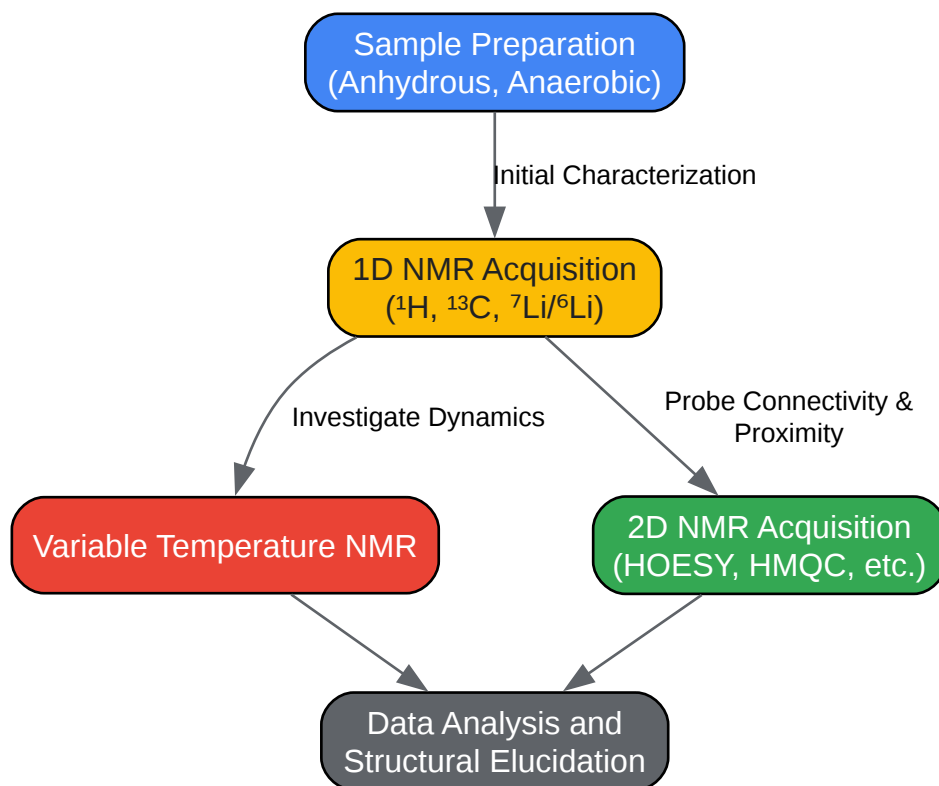 Sample Preparation
(Anhydrous, Anaerobic)
Initial Characterization
1D NMR Acquisition
(¹H, ¹³C, ⁷Li/⁶Li)
Investigate Dynamics
Probe Connectivity &
Proximity
Variable Temperature NMR
2D NMR Acquisition
(HOESY, HMQC, etc.)
Data Analysis and
Structural Elucidation